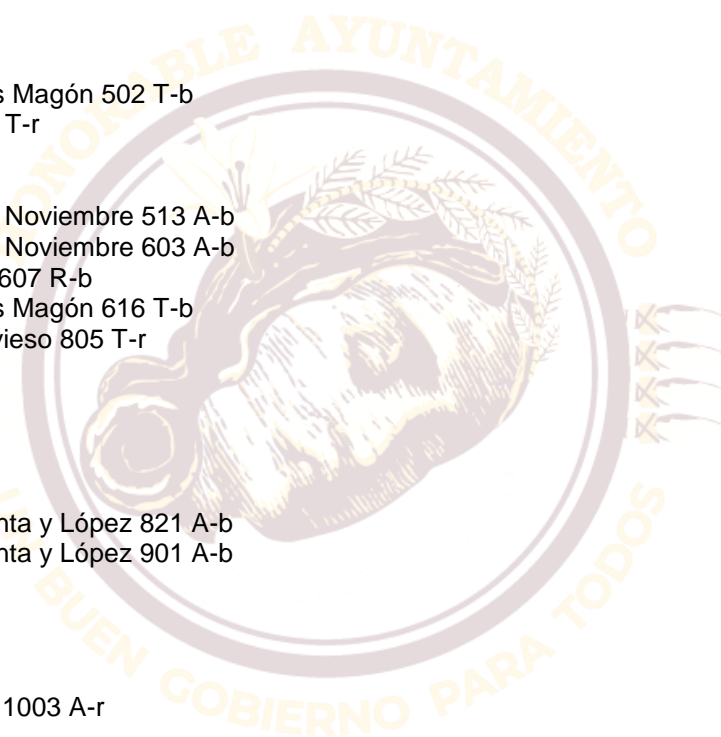 s Magón 502 T-b
T-r
Noviembre 513 A-b
Noviembre 603 A-b
607 R-b
s Magón 616 T-b
vieso 805 T-r
nta y López 821 A-b
nta y López 901 A-b
1003 A-r
HONORABLE AYUNTAMIENTO
UN BUEN GOBIERNO PARA TODOS